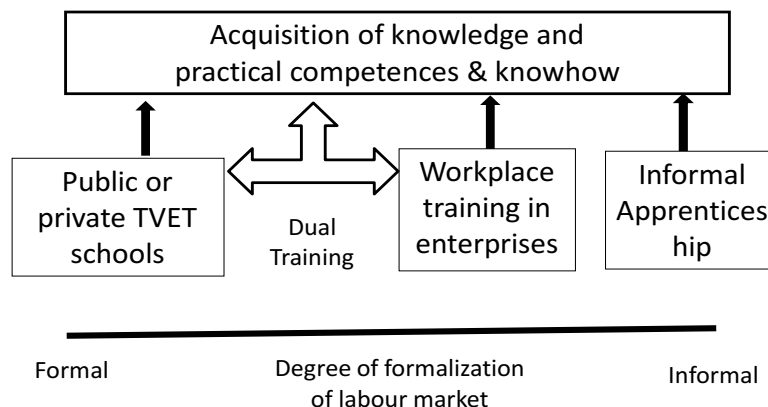 Acquisition of knowledge and
practical competences & knowhow
Public or
private TVET
schools
Dual
Training
Workplace
training in
enterprises
Informal
Apprentices
hip
Formal
Degree of formalization
of labour market
Informal